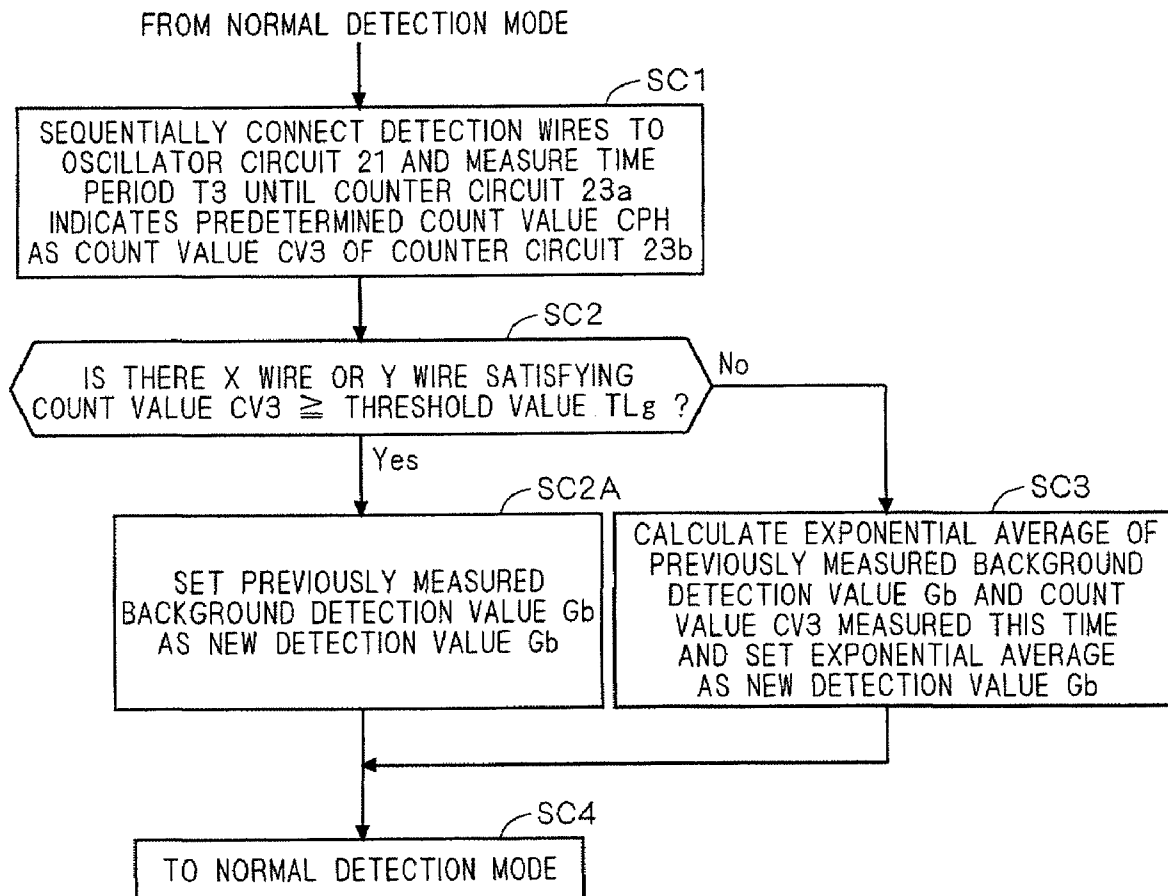 FROM NORMAL DETECTION MODE
SC1
SEQUENTIALLY CONNECT DETECTION WIRES TO
OSCILLATOR CIRCUIT 21 AND MEASURE TIME
PERIOD T3 UNTIL COUNTER CIRCUIT 23a
INDICATES PREDETERMINED COUNT VALUE CPH
AS COUNT VALUE CV3 OF COUNTER CIRCUIT 23b
SC2
IS THERE X WIRE OR Y WIRE SATISFYING
COUNT VALUE CV3 ≧ THRESHOLD VALUE TLg ?
No
Yes
SC2A
SET PREVIOUSLY MEASURED
BACKGROUND DETECTION VALUE Gb
AS NEW DETECTION VALUE Gb
SC3
CALCULATE EXPONENTIAL AVERAGE OF
PREVIOUSLY MEASURED BACKGROUND
DETECTION VALUE Gb AND COUNT
VALUE CV3 MEASURED THIS TIME
AND SET EXPONENTIAL AVERAGE
AS NEW DETECTION VALUE Gb
SC4
TO NORMAL DETECTION MODE